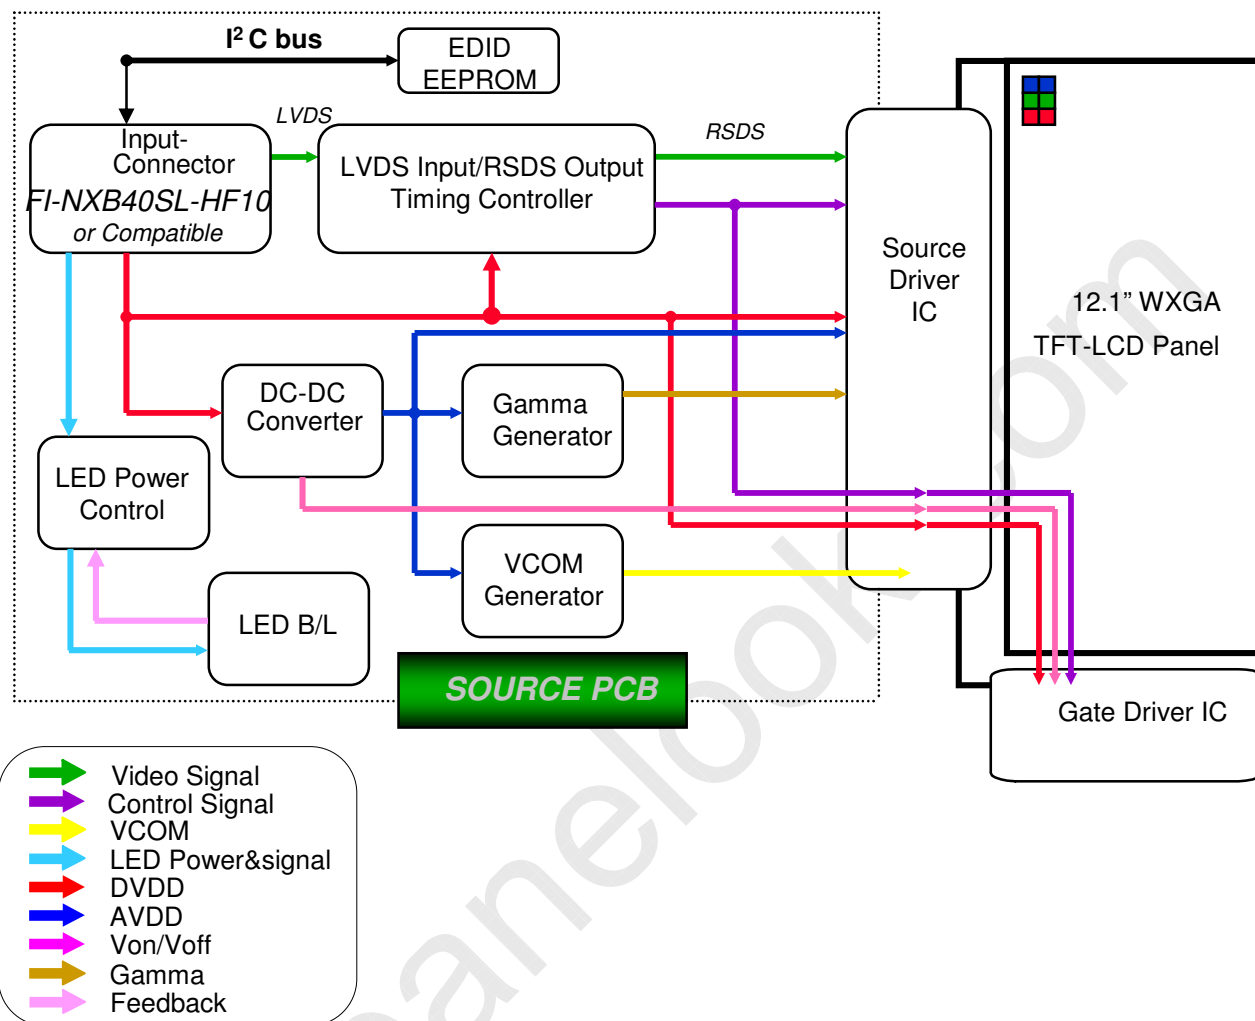 I² C bus
EDID
EEPROM
LVDS
RSDS
Input-
Connector
FI-NXB40SL-HF10
or Compatible
LVDS Input/RSDS Output
Timing Controller
Source
Driver
IC
12.1” WXGA
TFT-LCD Panel
DC-DC
Converter
Gamma
Generator
LED Power
Control
VCOM
Generator
LED B/L
SOURCE PCB
Gate Driver IC
Video Signal
Control Signal
VCOM
LED Power&signal
DVDD
AVDD
Von/Voff
Gamma
Feedback
panelook.com